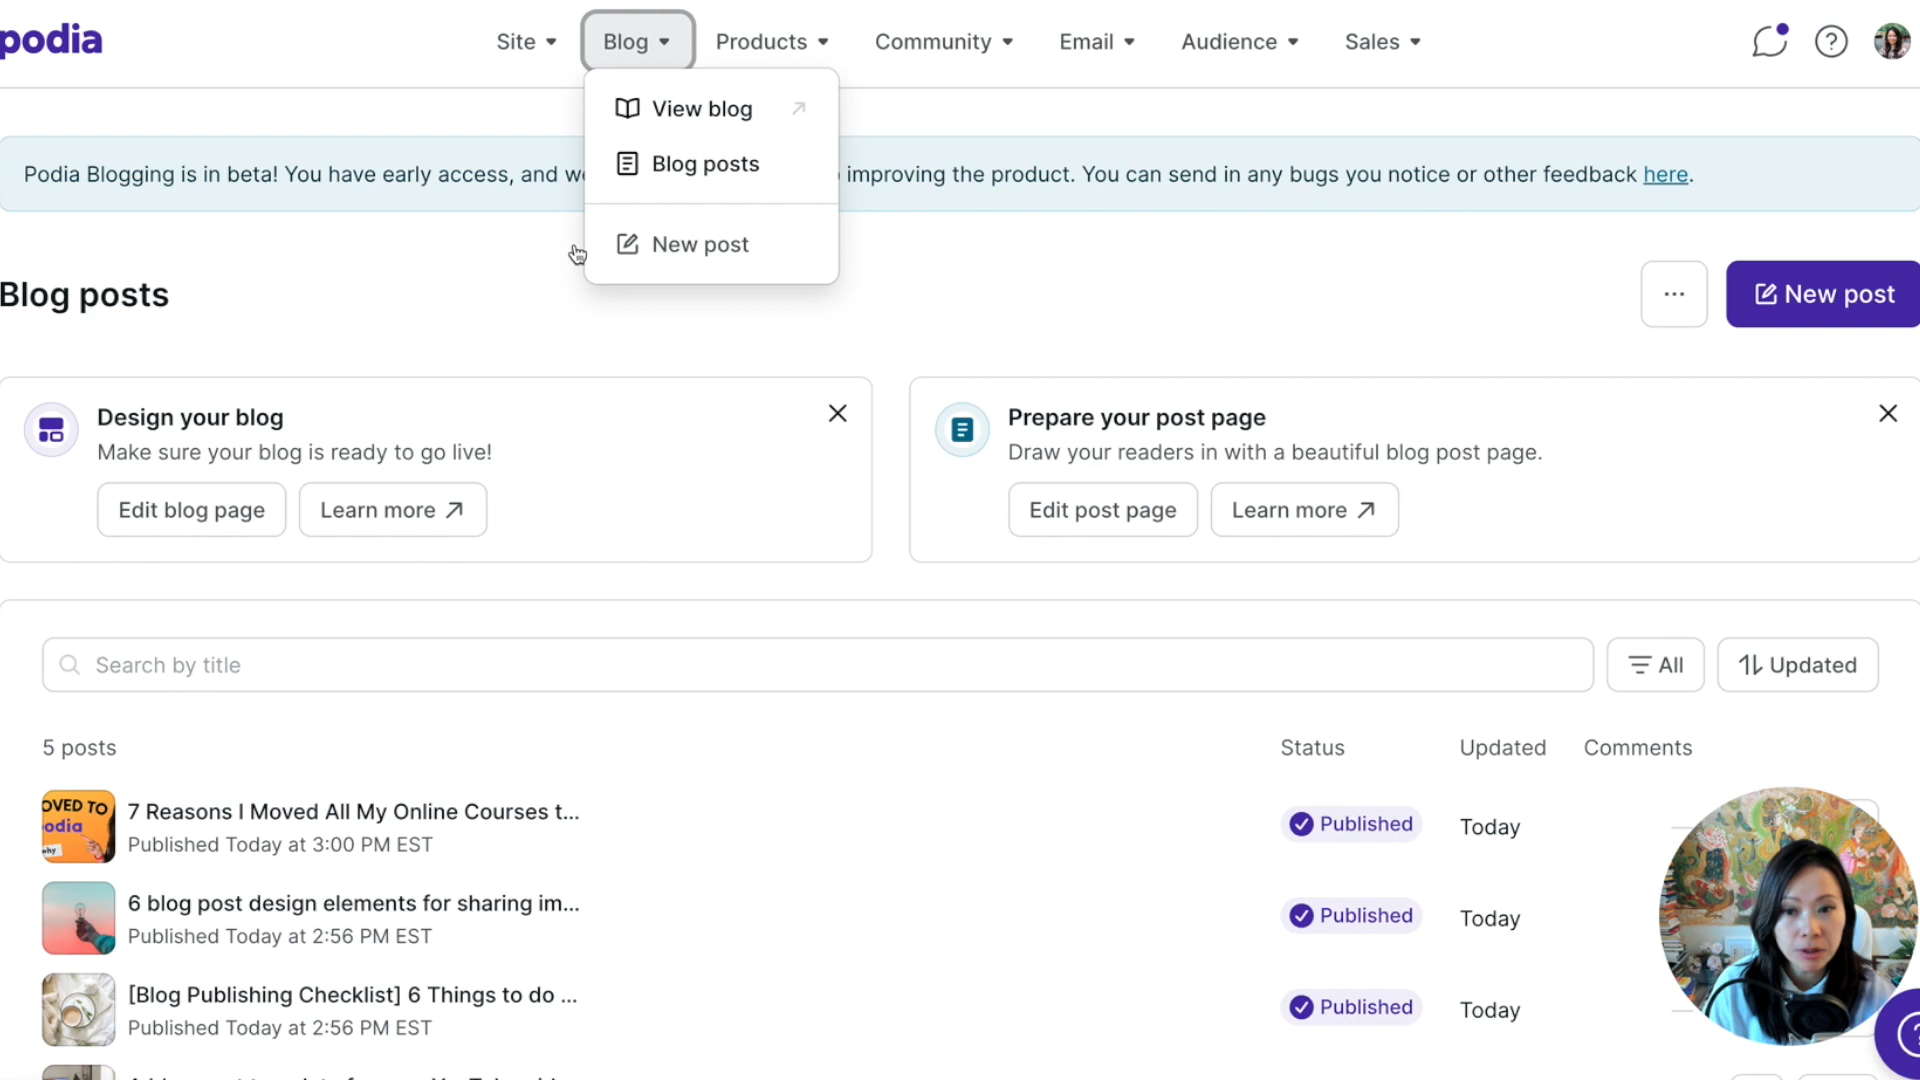 podia
Site
Blog
Products
Community
Email
Audience
Sales
View blog
Blog posts
New post
Podia Blogging is in beta! You have early access, and we
improving the product. You can send in any bugs you notice or other feedback here.
Blog posts
...
New post
Design your blog
Make sure your blog is ready to go live!
Edit blog page
Learn more
Prepare your post page
Draw your readers in with a beautiful blog post page.
Edit post page
Learn more
Search by title
All
Updated
5 posts
Status
Updated
Comments
OVED TO
odia
why
7 Reasons I Moved All My Online Courses t...
Published Today at 3:00 PM EST
Published
Today
6 blog post design elements for sharing im...
Published Today at 2:56 PM EST
Published
Today
[Blog Publishing Checklist] 6 Things to do ...
Published Today at 2:56 PM EST
Published
Today